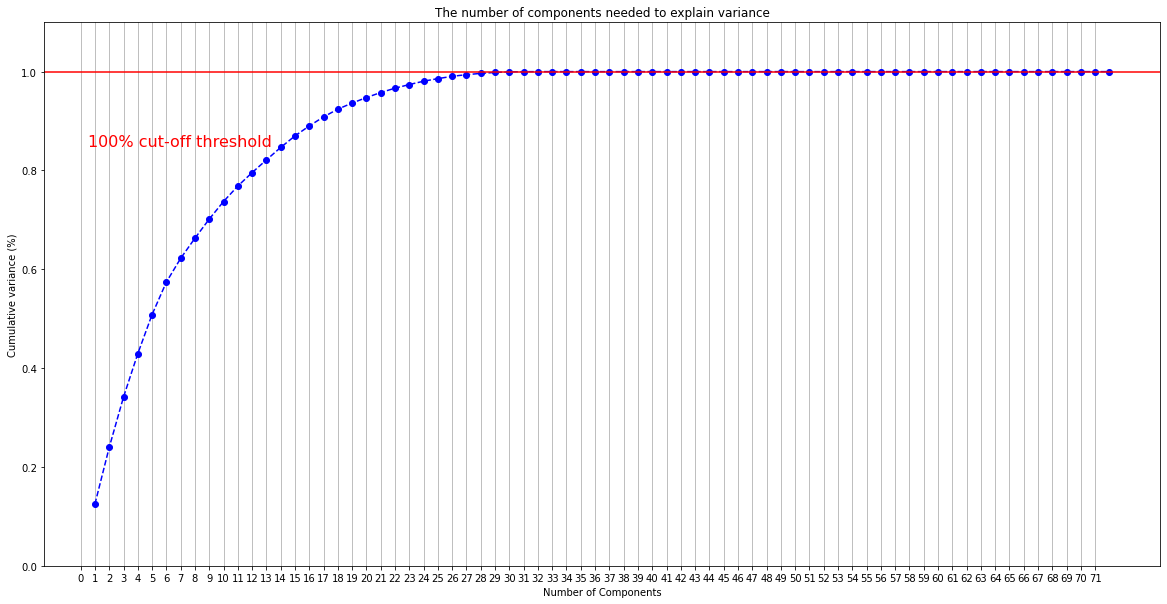 The number of components needed to explain variance
1.0
0.8
0.6
0.4
0.2
0.0
Cumulative variance (%)
100% cut-off threshold
0 1 2 3 4 5 6 7 8 9 10 11 12 13 14 15 16 17 18 19 20 21 22 23 24 25 26 27 28 29 30 31 32 33 34 35 36 37 38 39 40 41 42 43 44 45 46 47 48 49 50 51 52 53 54 55 56 57 58 59 60 61 62 63 64 65 66 67 68 69 70 71
Number of Components